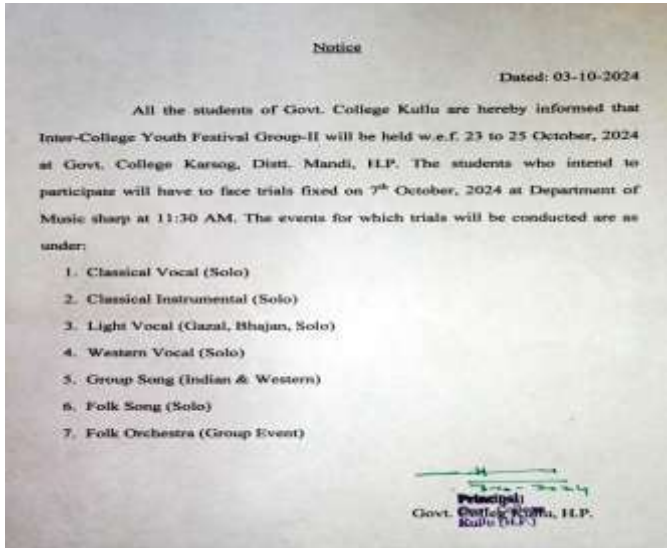 Notice
Dated: 03-10-2024
All the students of Govt. College Kullu are hereby informed that
Inter-College Youth Festival Group-II will be held w.e.f. 23 to 25 October, 2024
at Govt. College Karsog, Distt. Mandi, H.P. The students who intend to
participate will have to face trials fixed on 7th October, 2024 at Department of
Music sharp at 11:30 AM. The events for which trials will be conducted are as
under:
1. Classical Vocal (Solo)
2. Classical Instrumental (Solo)
3. Light Vocal (Gazal, Bhajan, Solo)
4. Western Vocal (Solo)
5. Group Song (Indian & Western)
6. Folk Song (Solo)
7. Folk Orchestra (Group Event)
Principal
Govt. Kullu, H.P.
Kullu (H.P.)